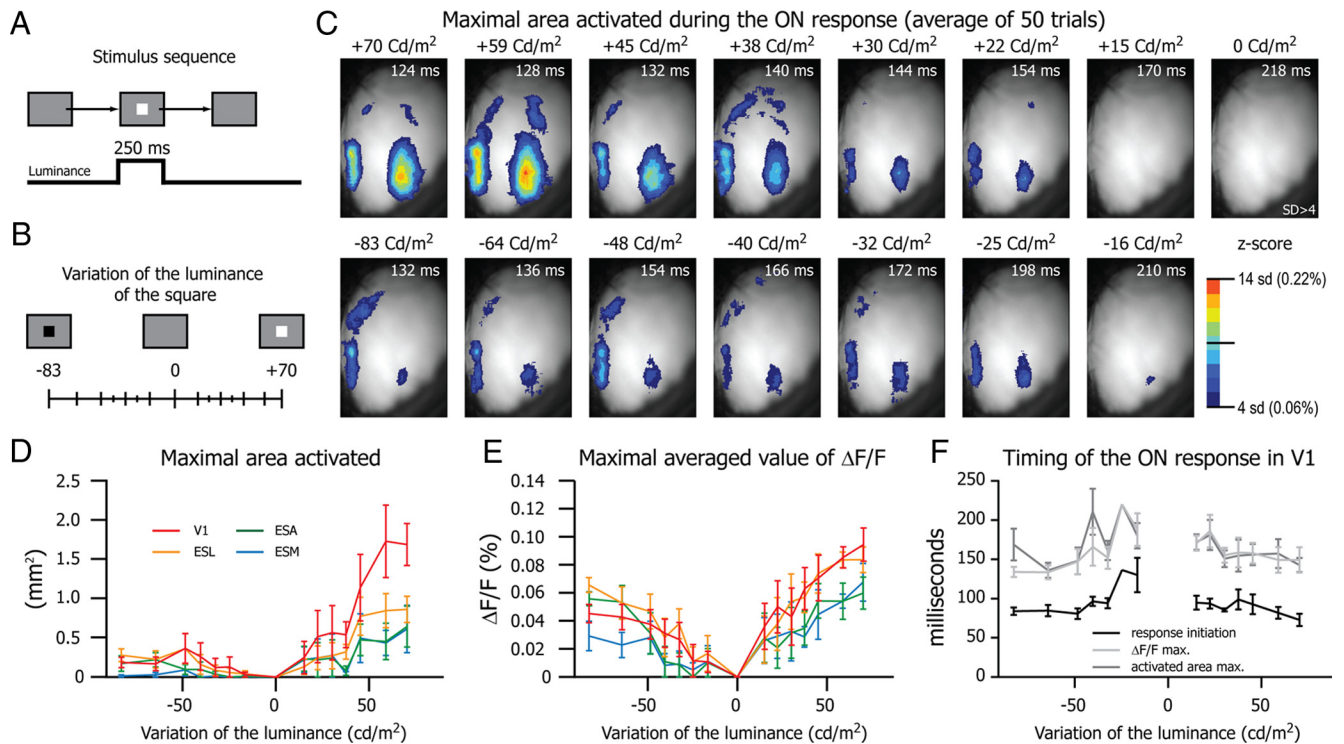 A
Stimulus sequence
250 ms
Luminance
B
Variation of the luminance
of the square
-83 0 +70
C Maximal area activated during the ON response (average of 50 trials)
+70 Cd/m² +59 Cd/m² +45 Cd/m² +38 Cd/m² +30 Cd/m² +22 Cd/m² +15 Cd/m² 0 Cd/m²
124 ms 128 ms 132 ms 140 ms 144 ms 154 ms 170 ms 218 ms
SD>4
-83 Cd/m² -64 Cd/m² -48 Cd/m² -40 Cd/m² -32 Cd/m² -25 Cd/m² -16 Cd/m² z-score
132 ms 136 ms 154 ms 166 ms 172 ms 198 ms 210 ms
14 sd (0.22%)
4 sd (0.06%)
D Maximal area activated
2.5
2.0
1.5
1.0
0.5
0
(mm²)
V1 ESA
ESL ESM
-50 0 50
Variation of the luminance (cd/m²)
E Maximal averaged value of ΔF/F
0.14
0.12
0.10
0.08
0.06
0.04
0.02
0
ΔF/F (%)
-50 0 50
Variation of the luminance (cd/m²)
F Timing of the ON response in V1
250
200
150
100
50
0
milliseconds
response initiation
ΔF/F max.
activated area max.
-50 0 50
Variation of the luminance (cd/m²)